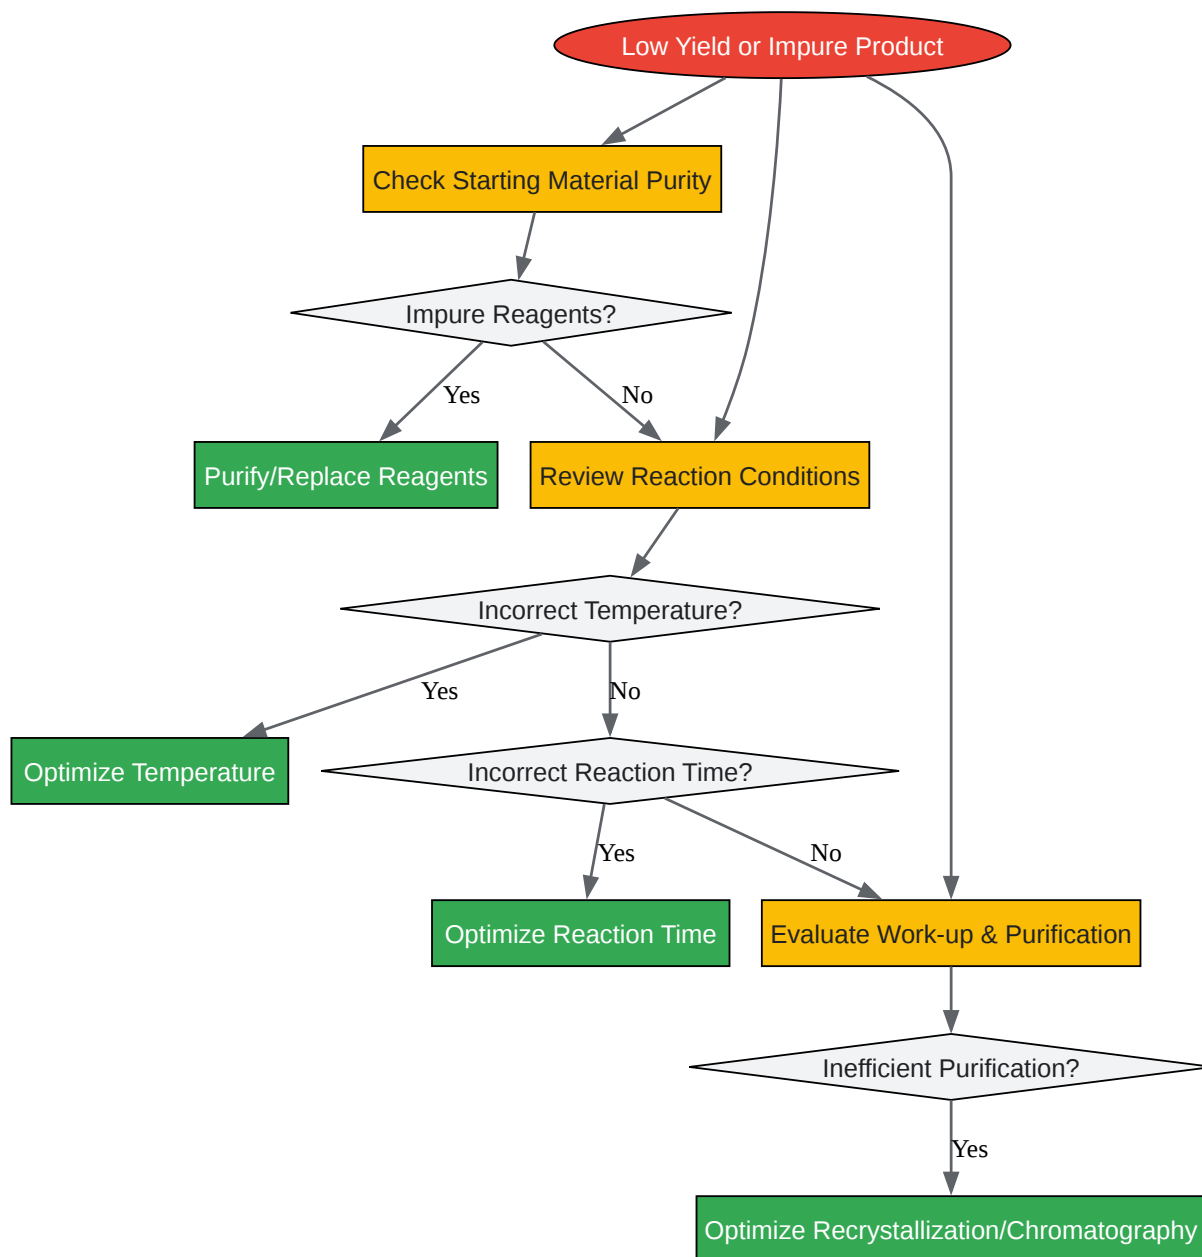 Low Yield or Impure Product
Check Starting Material Purity
Impure Reagents?
Yes
No
Purify/Replace Reagents
Review Reaction Conditions
Incorrect Temperature?
Yes
No
Optimize Temperature
Incorrect Reaction Time?
Yes
No
Optimize Reaction Time
Evaluate Work-up & Purification
Inefficient Purification?
Yes
Optimize Recrystallization/Chromatography